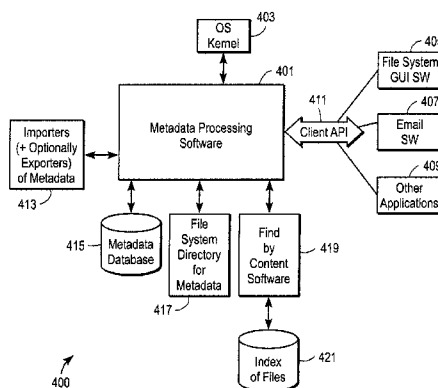 OS
Kernel
403
401
Metadata Processing
Software
411
Client API
File System
GUI SW
407
Email
SW
409
Other
Applications
Importers
(+ Optionally
Exporters)
of Metadata
413
415
Metadata
Database
File
System
Directory
for
Metadata
417
Find
by
Content
Software
419
Index
of Files
421
400